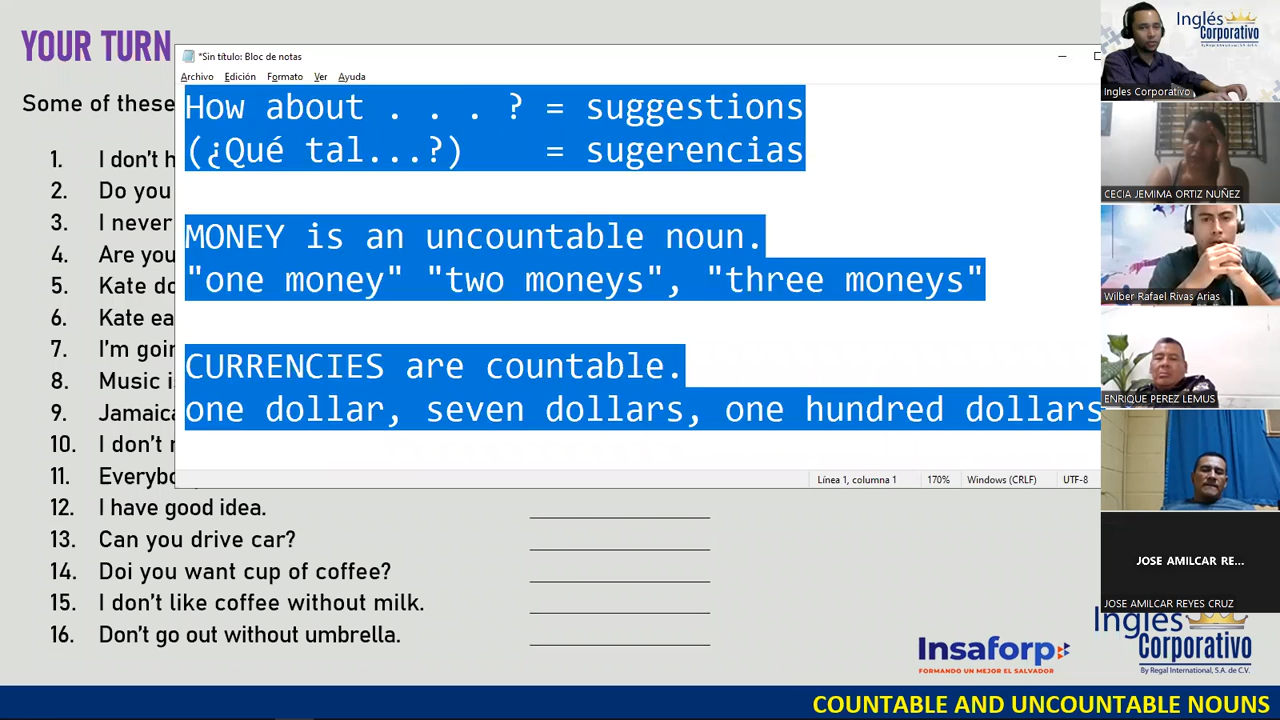 YOUR TURN
Some of these
1. I don't h
2. Do you
3. I never
4. Are you
5. Kate do
6. Kate ea
7. I'm goin
8. Music i
9. Jamaica
10. I don't
11. Everybo
12. I have good idea.
13. Can you drive car?
14. Doi you want cup of coffee?
15. I don't like coffee without milk.
16. Don't go out without umbrella.
*Sin título: Bloc de notas
Archivo Edición Formato Ver Ayuda
How about . . . ? = suggestions
(¿Qué tal...?) = sugerencias
MONEY is an uncountable noun.
"one money" "two moneys", "three moneys"
CURRENCIES are countable.
one dollar, seven dollars, one hundred dollars
Línea 1, columna 1 170% Windows (CRLF) UTF-8
Inglés
Corporativo
By Regal International, S.A. de C.V.
Ingles Corporativo
CECIA JEMIMA ORTIZ NUÑEZ
Wilber Rafael Rivas Arias
ENRIQUE PEREZ LEMUS
JOSE AMILCAR RE...
JOSE AMILCAR REYES CRUZ
Insaforp
FORMANDO UN MEJOR EL SALVADOR
Inglés
Corporativo
By Regal International, S.A. de C.V.
COUNTABLE AND UNCOUNTABLE NOUNS